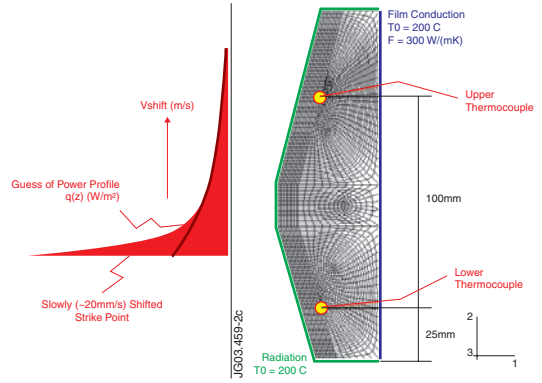 Film Conduction
T0 = 200 C
F = 300 W/(mK)
Vshift (m/s)
Upper
Thermocouple
Guess of Power Profile
q(z) (W/m²)
100mm
Slowly (~20mm/s) Shifted
Strike Point
Lower
Thermocouple
25mm
Radiation
T0 = 200 C
JG03.459-2c
2
3
1